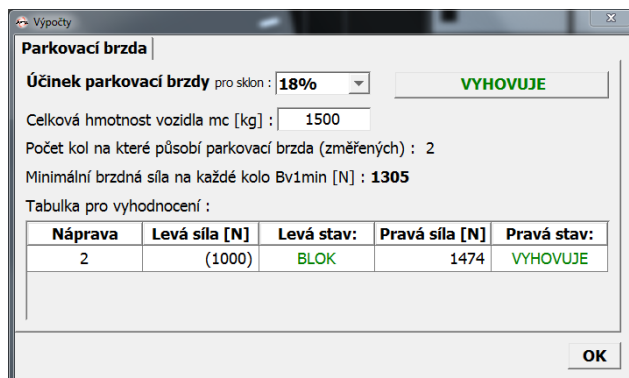 Výpočty
Parkovací brzda
Účinek parkovací brzdy pro sklon : 18% VYHOVUJE
Celková hmotnost vozidla mc [kg] : 1500
Počet kol na které působí parkovací brzda (změřených) : 2
Minimální brzdná síla na každé kolo Bv1min [N] : 1305
Tabulka pro vyhodnocení :
Náprava Levá síla [N] Levá stav: Pravá síla [N] Pravá stav:
2 (1000) BLOK 1474 VYHOVUJE
OK